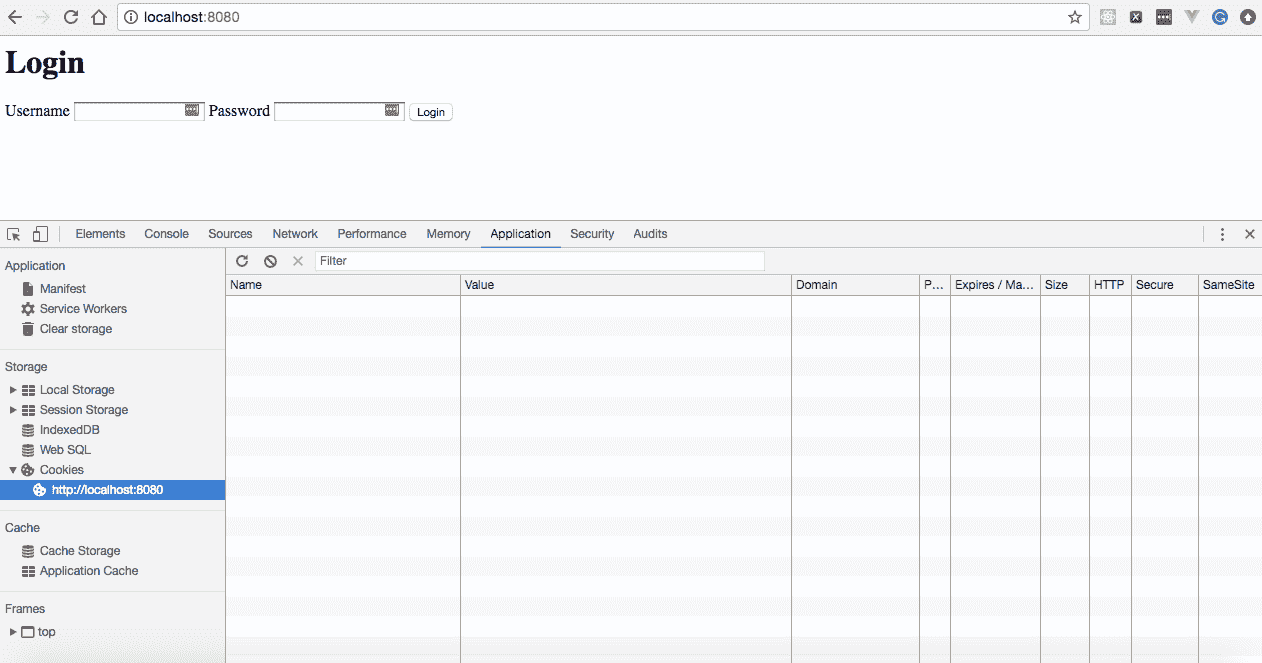 localhost:8080
Login
Username Password Login
Elements Console Sources Network Performance Memory Application Security Audits
Application
Manifest
Service Workers
Clear storage
Storage
Local Storage
Session Storage
IndexedDB
Web SQL
Cookies
http://localhost:8080
Cache
Cache Storage
Application Cache
Frames
top
Filter
Name Value Domain P... Expires / Ma... Size HTTP Secure SameSite